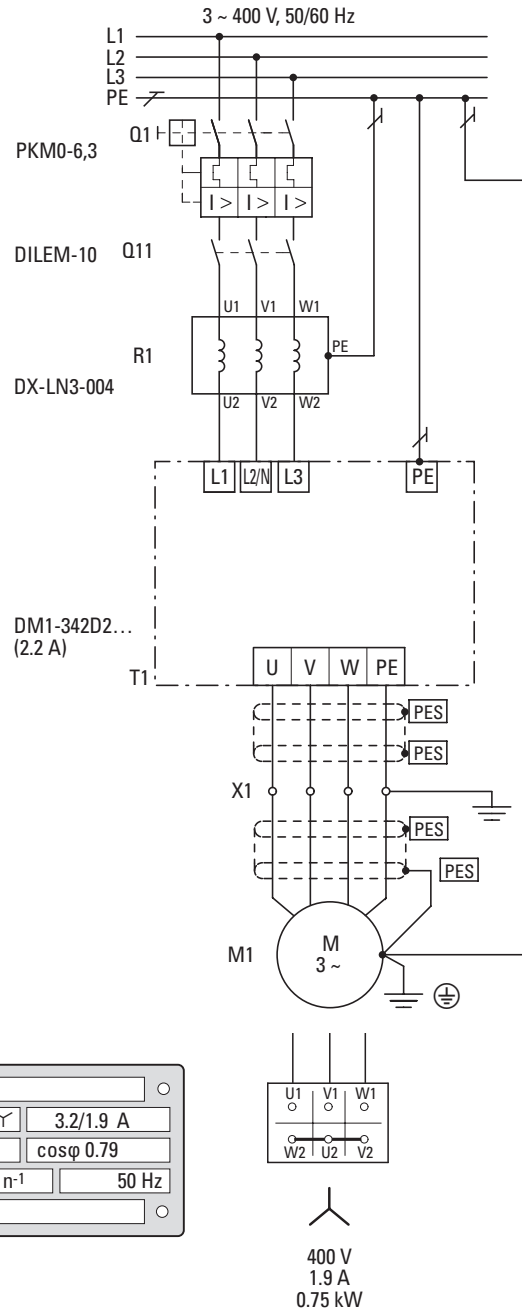 3 ~ 400 V, 50/60 Hz
L1
L2
L3
PE
Q1
PKM0-6,3
I > I > I >
DILEM-10 Q11
U1 V1 W1
R1 PE
DX-LN3-004
U2 V2 W2
L1 L2/N L3 PE
DM1-342D2…
(2.2 A)
T1
U V W PE
PES
PES
X1
PES
PES
M1
M
3 ~
U1 V1 W1
W2 U2 V2
3.2/1.9 A
cosφ 0.79
n-1 50 Hz
400 V
1.9 A
0.75 kW